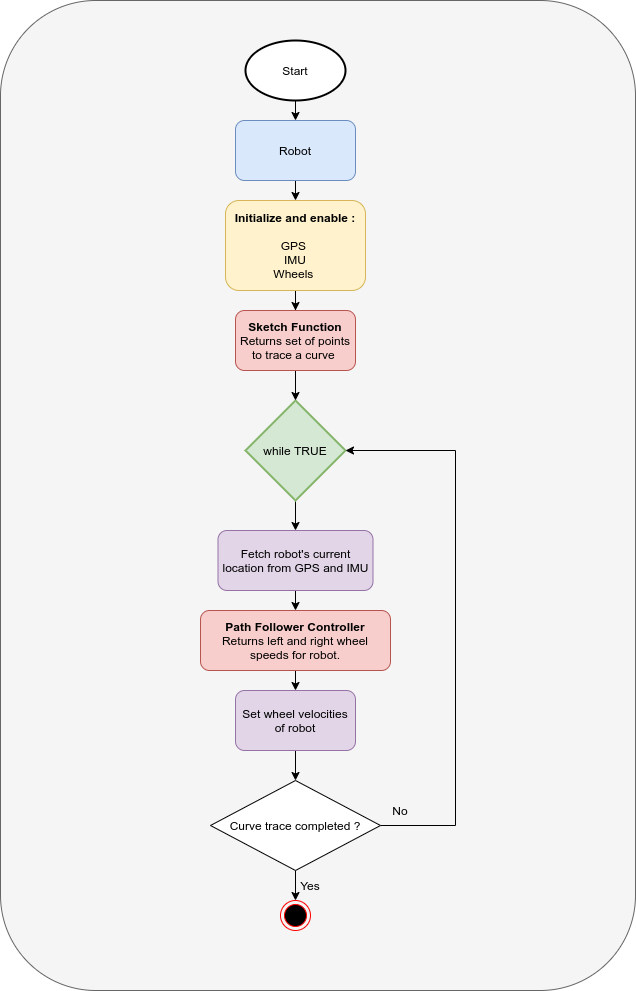 Start
Robot
Initialize and enable :
GPS
IMU
Wheels
Sketch Function
Returns set of points
to trace a curve
while TRUE
Fetch robot's current
location from GPS and IMU
Path Follower Controller
Returns left and right wheel
speeds for robot.
Set wheel velocities
of robot
Curve trace completed ?
No
Yes